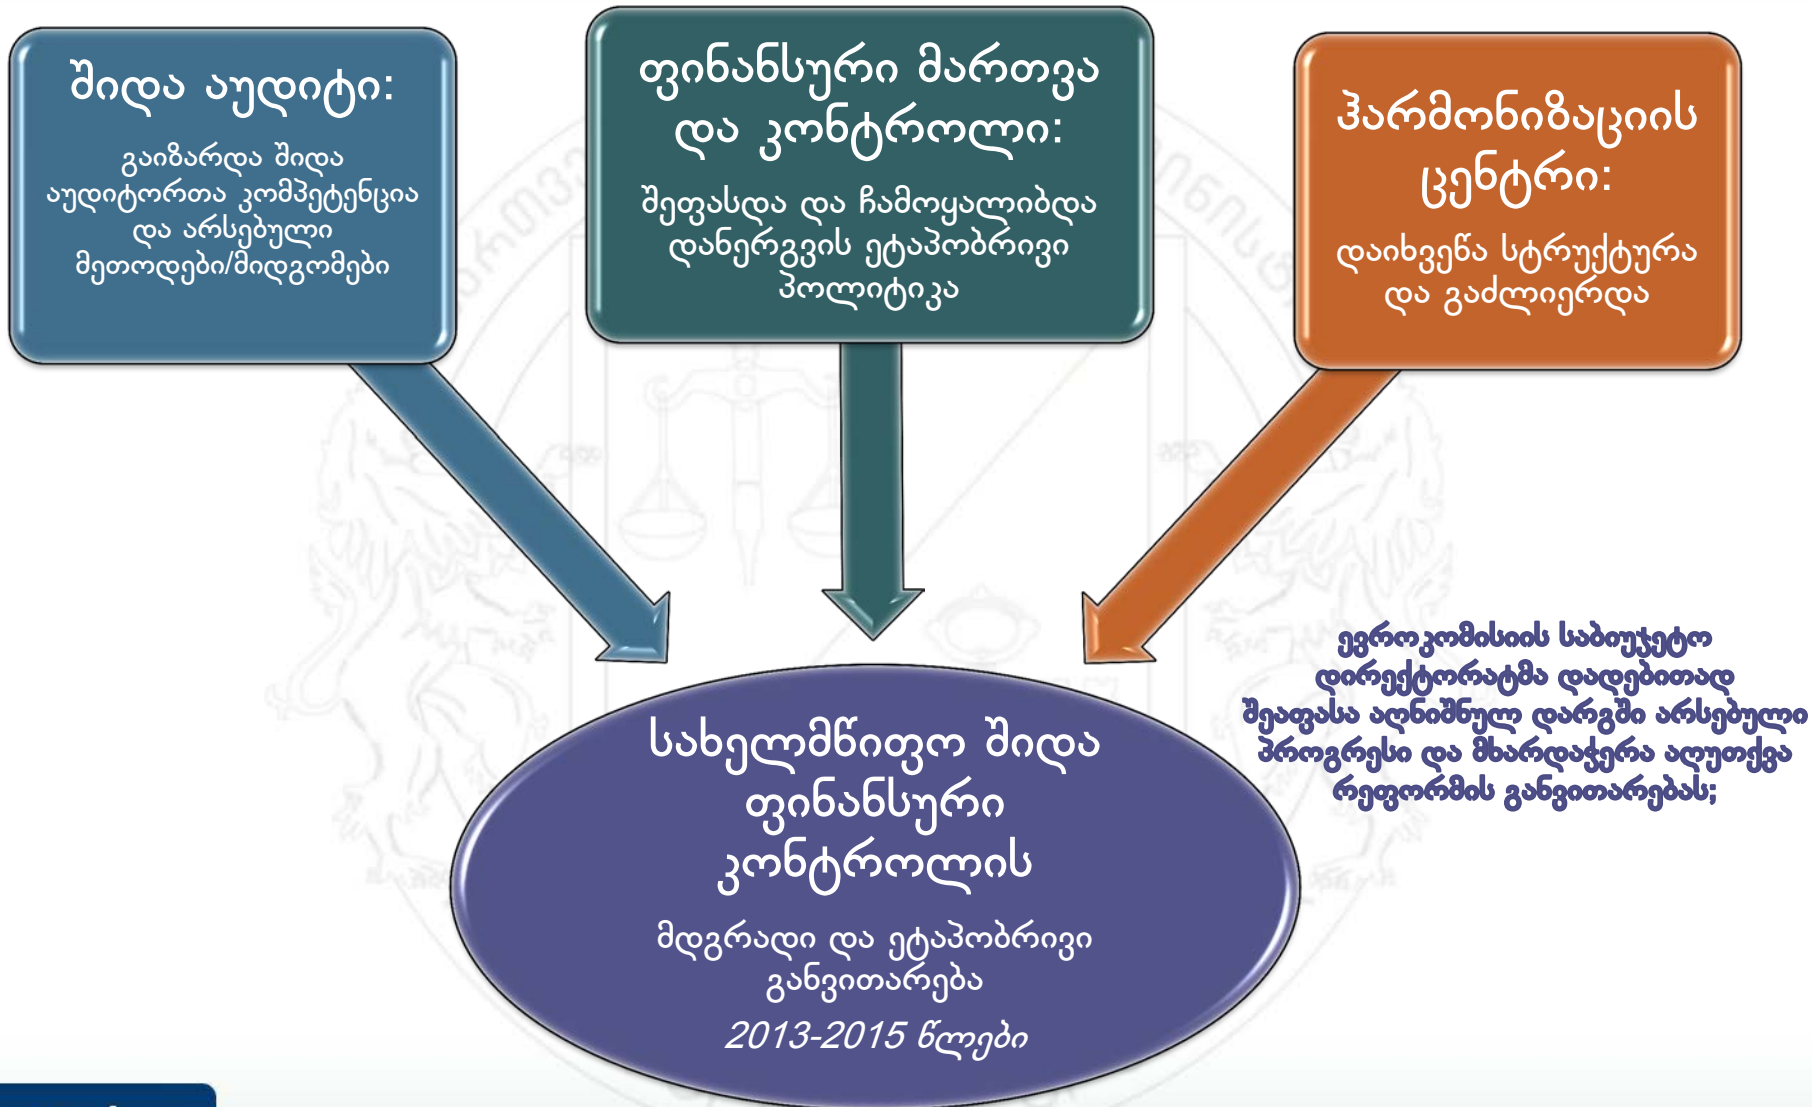 შიდა აუდიტი:
გაიზარდა შიდა
აუდიტორთა კომპეტენცია
და არსებული
მეთოდები/მიდგომები
ფინანსური მართვა
და კონტროლი:
შეფასდა და ჩამოყალიბდა
დანერგვის ეტაპობრივი
პოლიტიკა
ჰარმონიზაციის
ცენტრი:
დაიხვეწა სტრუქტურა
და გაძლიერდა
ევროკომისიის საბიუჯეტო
დირექტორატმა დადებითად
შეაფასა აღნიშნულ დარგში არსებული
პროგრესი და მხარდაჭერა აღუთქვა
რეფორმის განვითარებას;
სახელმწიფო შიდა
ფინანსური
კონტროლის
მდგრადი და ეტაპობრივი
განვითარება
2013-2015 წლები